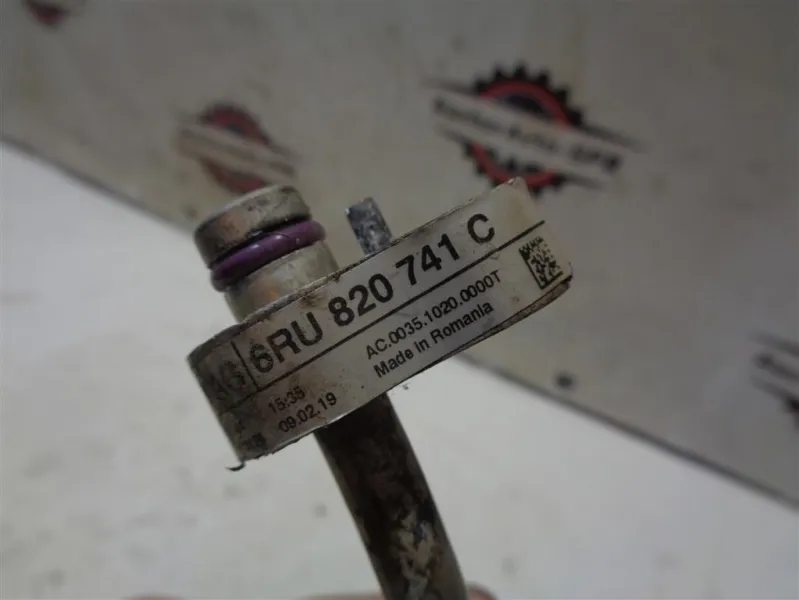 6RU 820 741 C
AC.0035.1020.0000T
Made in Romania
15:35
09.02.19